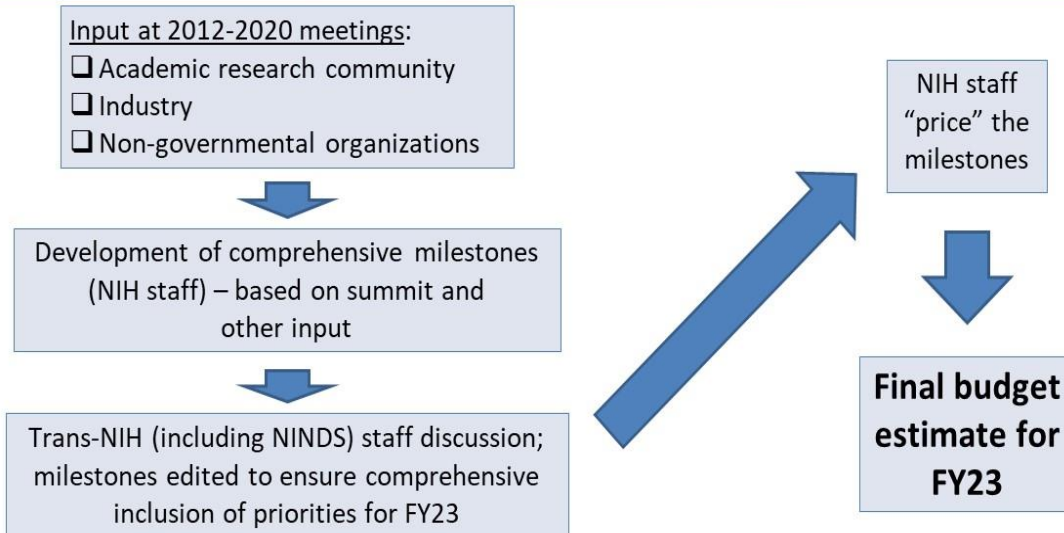 Input at 2012-2020 meetings:
❑ Academic research community
❑ Industry
❑ Non-governmental organizations
Development of comprehensive milestones
(NIH staff) – based on summit and
other input
Trans-NIH (including NINDS) staff discussion;
milestones edited to ensure comprehensive
inclusion of priorities for FY23
NIH staff
“price” the
milestones
Final budget
estimate for
FY23